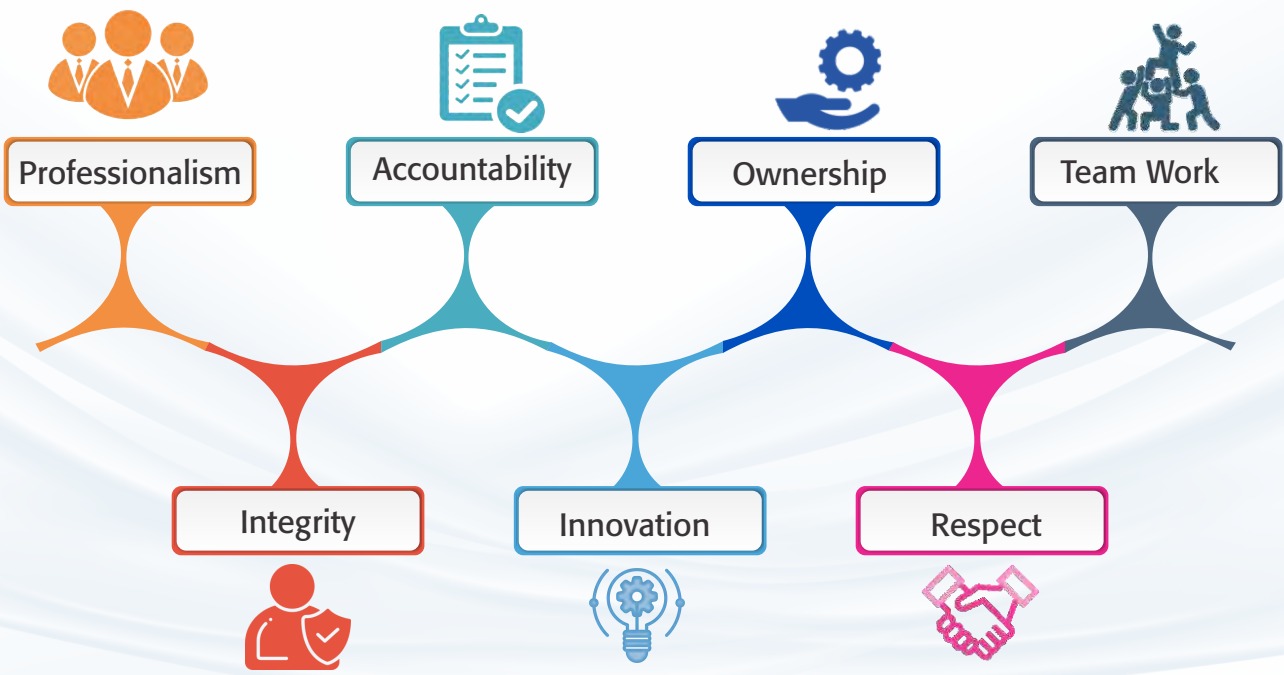 Professionalism
Accountability
Ownership
Team Work
Integrity
Innovation
Respect